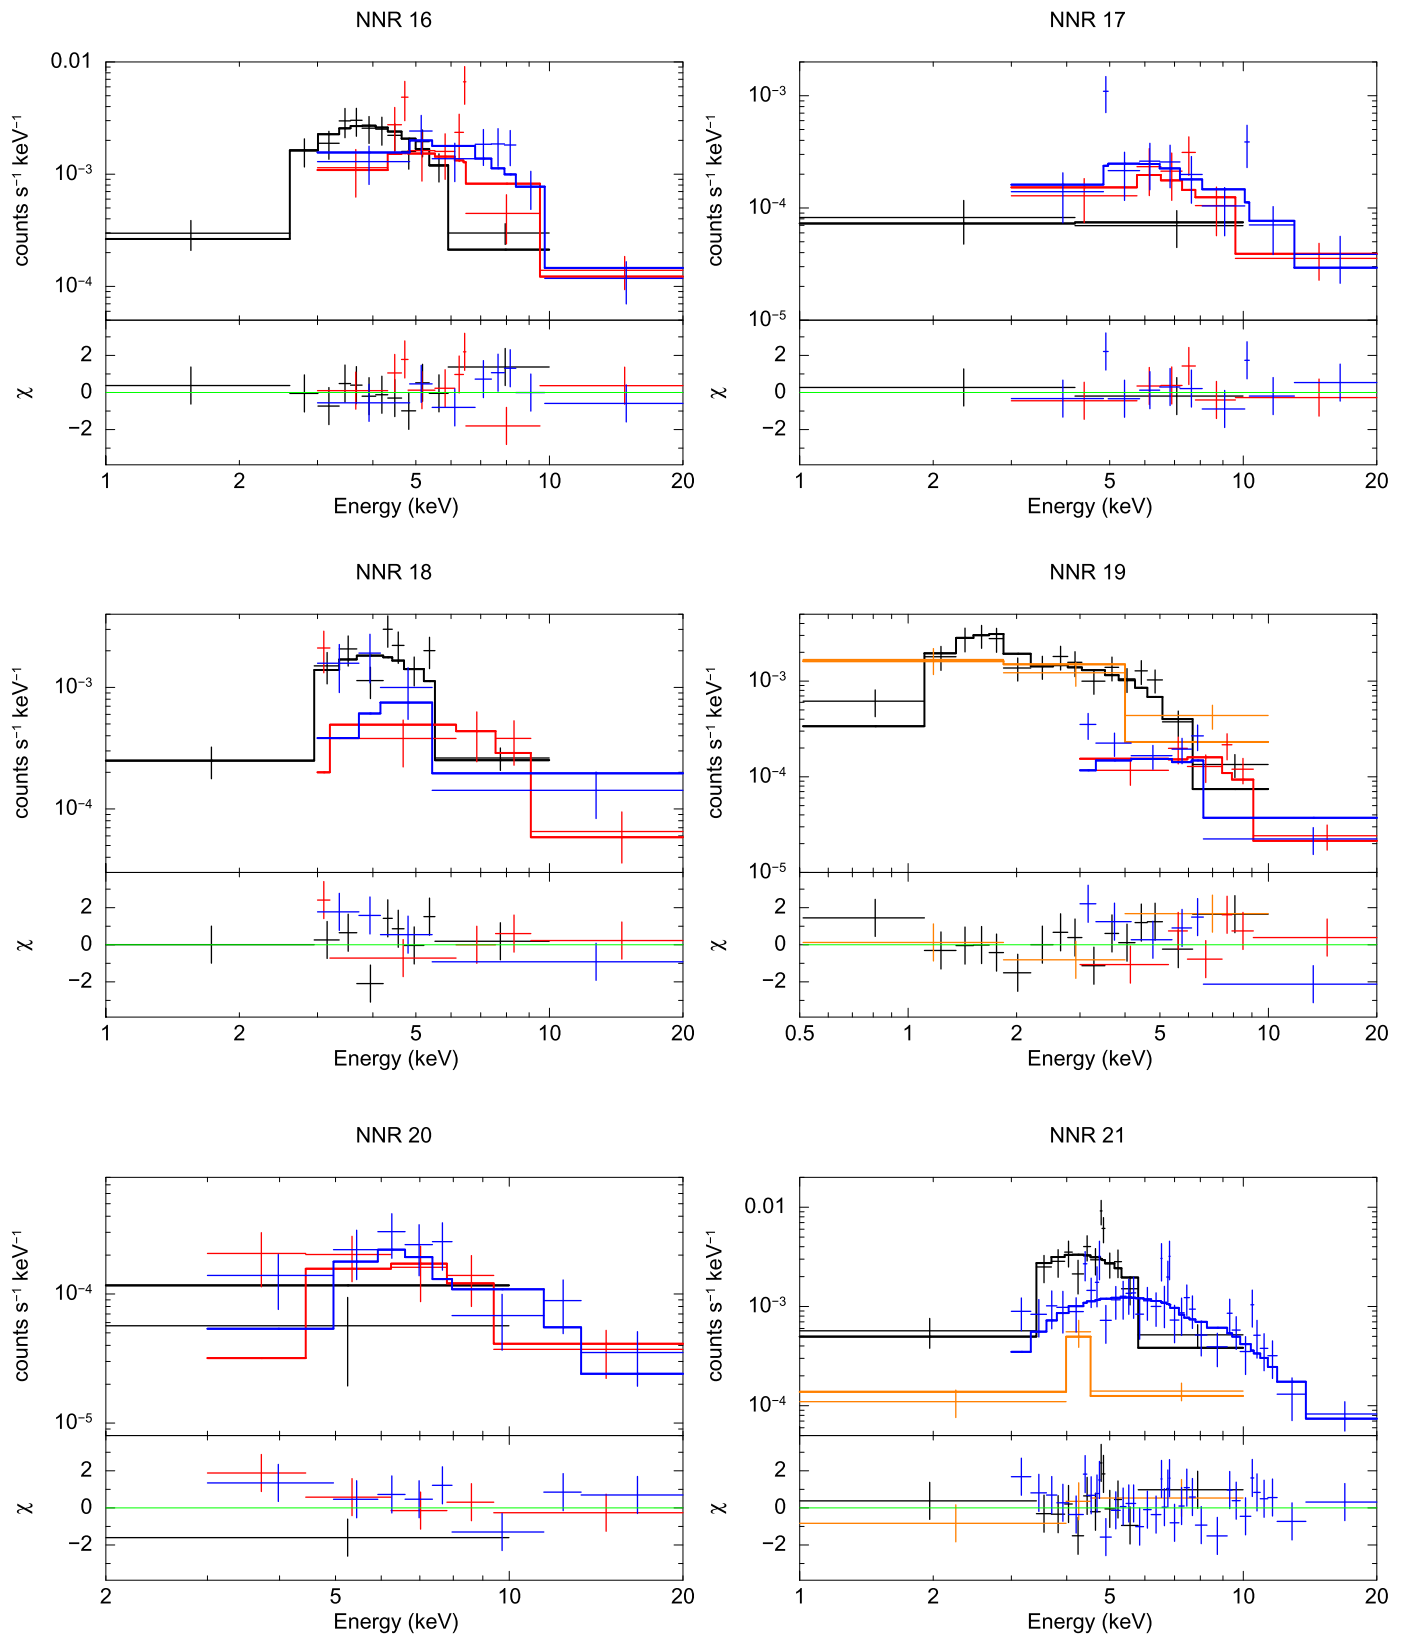 NNR 16
NNR 17
0.01
10⁻³
10⁻⁴
counts s⁻¹ keV⁻¹
2
0
−2
χ
1 2 5 10 20
Energy (keV)
10⁻³
10⁻⁴
10⁻⁵
counts s⁻¹ keV⁻¹
2
0
−2
χ
1 2 5 10 20
Energy (keV)
NNR 18
NNR 19
10⁻³
10⁻⁴
counts s⁻¹ keV⁻¹
2
0
−2
χ
1 2 5 10 20
Energy (keV)
10⁻³
10⁻⁴
10⁻⁵
counts s⁻¹ keV⁻¹
2
0
−2
χ
0.5 1 2 5 10 20
Energy (keV)
NNR 20
NNR 21
10⁻⁴
10⁻⁵
counts s⁻¹ keV⁻¹
2
0
−2
χ
2 5 10 20
Energy (keV)
0.01
10⁻³
10⁻⁴
counts s⁻¹ keV⁻¹
2
0
−2
χ
1 2 5 10 20
Energy (keV)